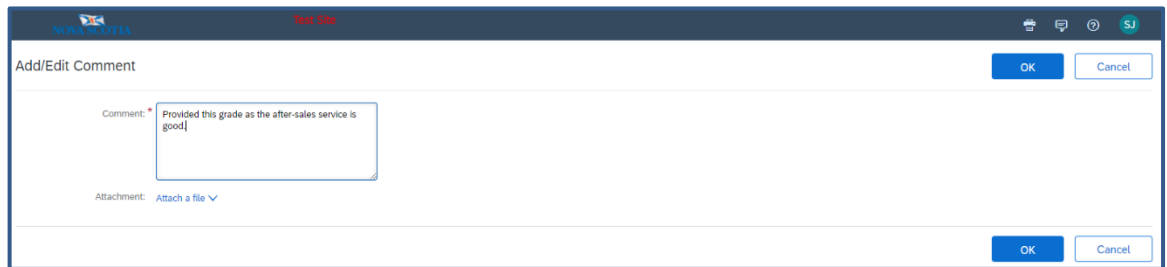 NOVA SCOTIA
Test Site
SJ
Add/Edit Comment
OK
Cancel
Comment: *
Provided this grade as the after-sales service is
good.
Attachment:
Attach a file
OK
Cancel